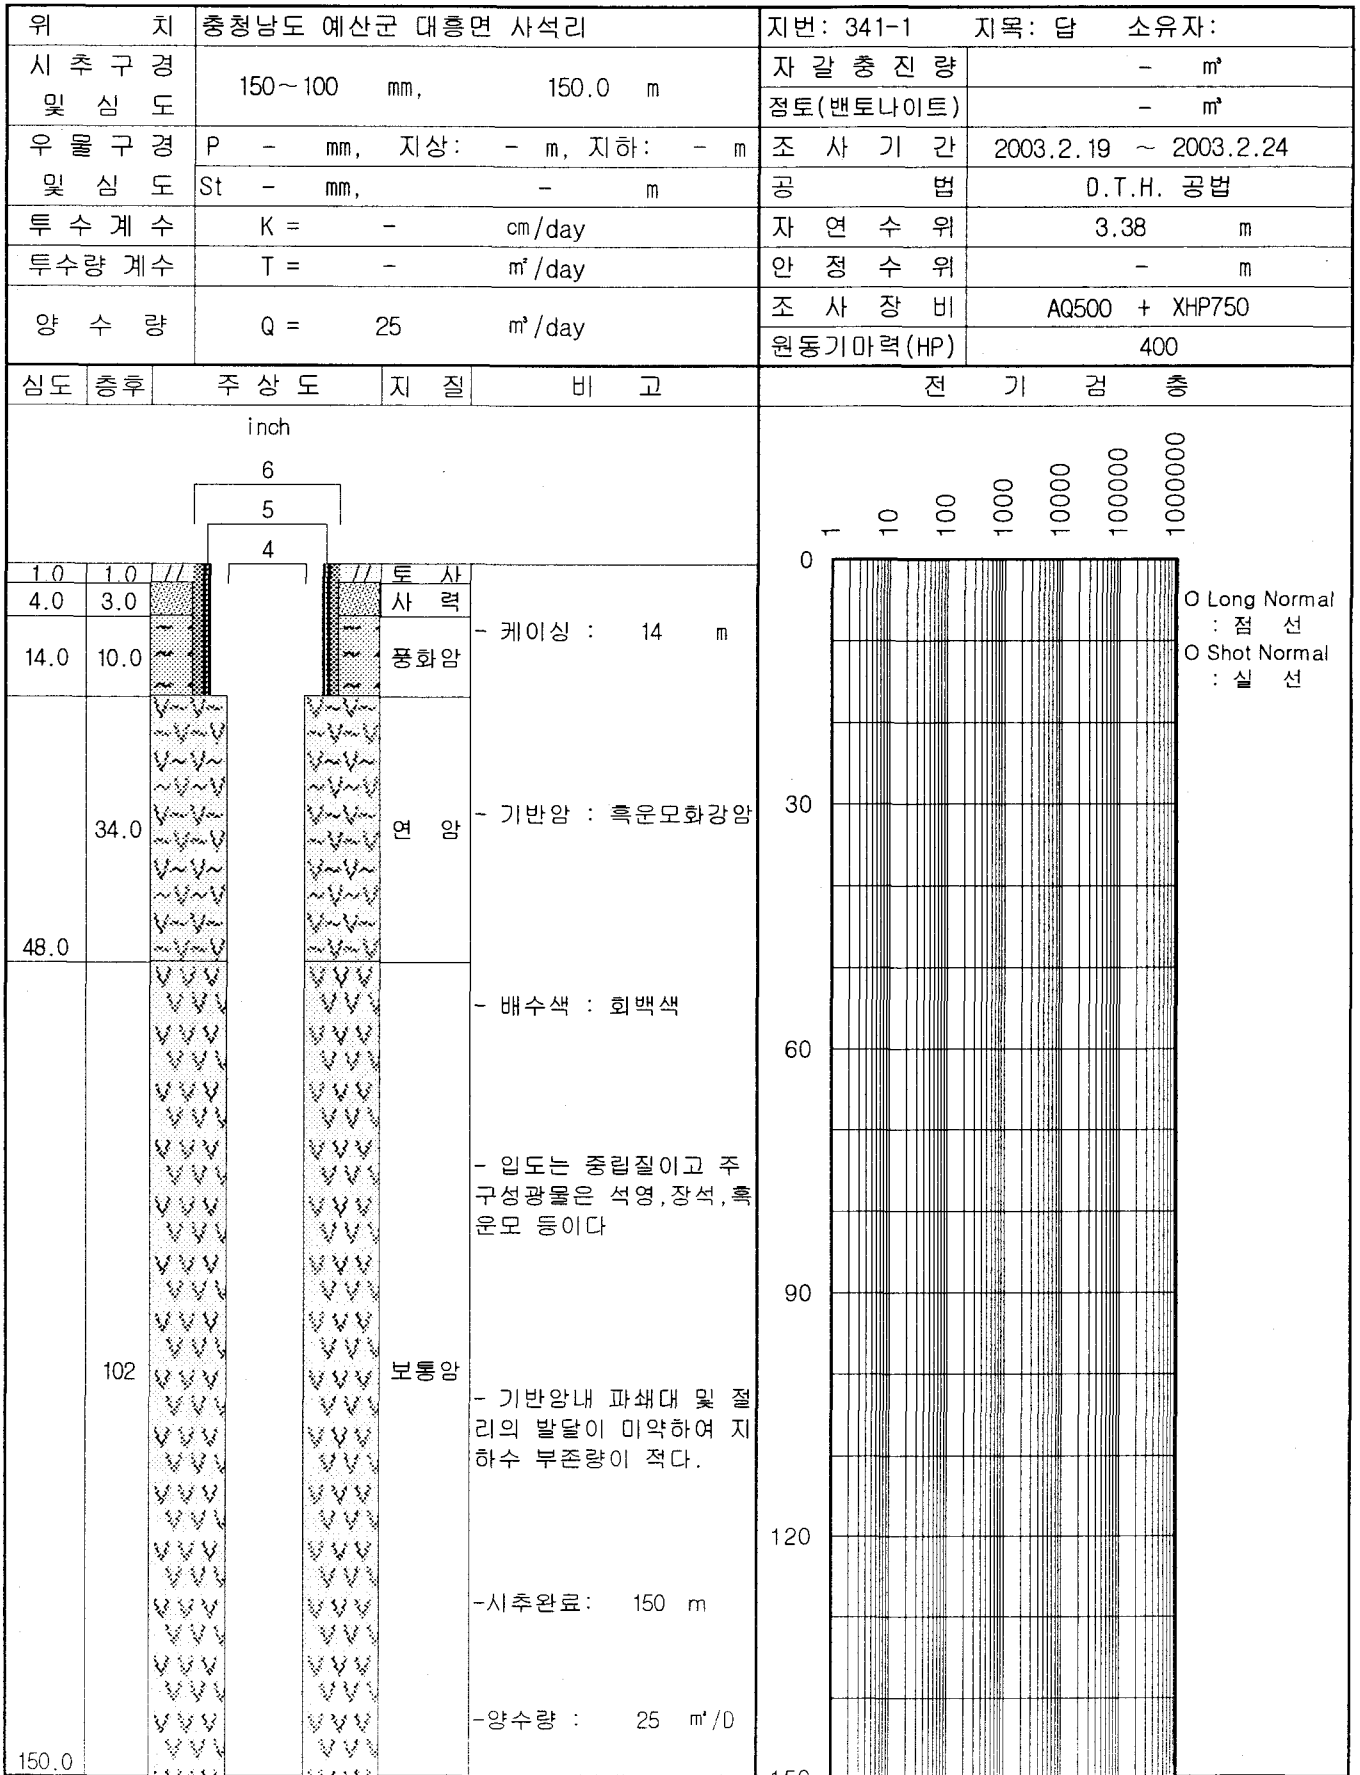 위 치 충청남도 예산군 대흥면 사석리 지번: 341-1 지목: 답 소유자:
시 추 구 경 및 심 도 150~100 mm, 150.0 m
자 갈 충 진 량 - m³
점토(밴토나이트) - m³
우 물 구 경 및 심 도 P - mm, 지상: - m, 지하: - m
St - mm, - m
조 사 기 간 2003.2.19 ~ 2003.2.24
공 법 D.T.H. 공법
투 수 계 수 K = - cm/day
자 연 수 위 3.38 m
투수량 계수 T = - m²/day
안 정 수 위 - m
양 수 량 Q = 25 m³/day
조 사 장 비 AQ500 + XHP750
원동기마력(HP) 400
심도 층후 주 상 도 지 질 비 고 전 기 검 층
inch
6
5
4
1.0 1.0 토 사
4.0 3.0 사 력
14.0 10.0 풍화암
- 케이싱 : 14 m
34.0 연 암
- 기반암 : 흑운모화강암
48.0
- 배수색 : 회백색
- 입도는 중립질이고 주
구성광물은 석영,장석,흑
운모 등이다
102 보통암
- 기반암내 파쇄대 및 절
리의 발달이 미약하여 지
하수 부존량이 적다.
-시추완료: 150 m
-양수량 : 25 m³/D
150.0
1 10 100 1000 10000 100000 1000000
0
O Long Normal
: 점 선
O Shot Normal
: 실 선
30
60
90
120
150